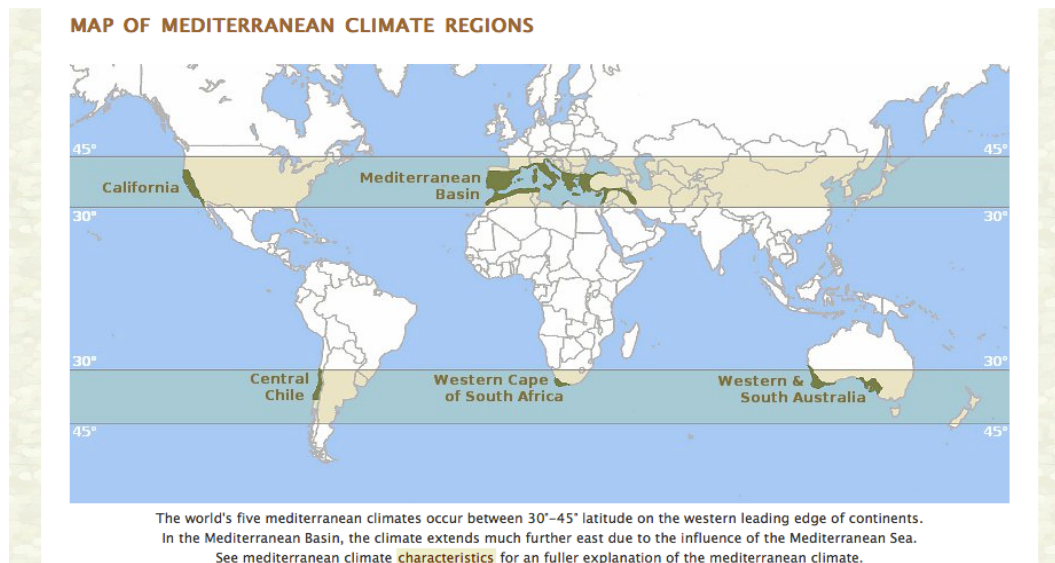 MAP OF MEDITERRANEAN CLIMATE REGIONS
45° 45°
California
Mediterranean
Basin
30° 30°
30° 30°
Central
Chile
Western Cape
of South Africa
Western &
South Australia
45° 45°
The world's five mediterranean climates occur between 30°–45° latitude on the western leading edge of continents.
In the Mediterranean Basin, the climate extends much further east due to the influence of the Mediterranean Sea.
See mediterranean climate characteristics for an fuller explanation of the mediterranean climate.